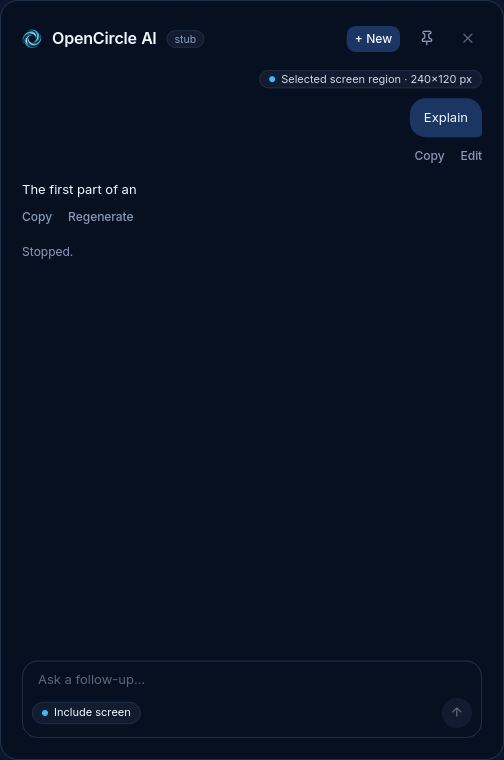 OpenCircle AI stub + New
Selected screen region · 240×120 px
Explain
Copy Edit
The first part of an
Copy Regenerate
Stopped.
Ask a follow-up...
Include screen